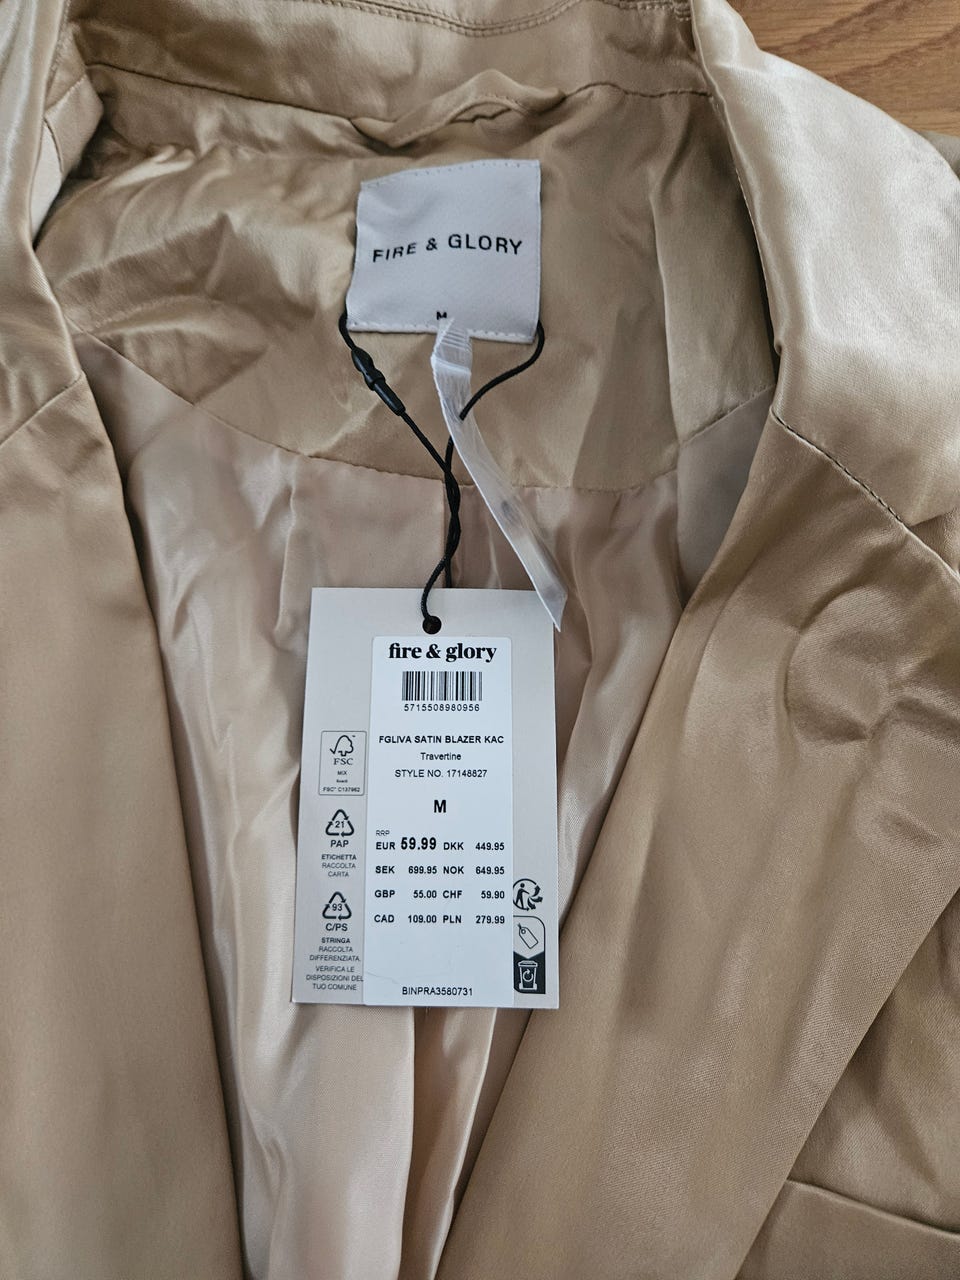 FIRE & GLORY
M
fire & glory
5715508980956
FGLIVA SATIN BLAZER KAC
Travertine
STYLE NO. 17148827
M
RRP
EUR 59.99 DKK 449.95
SEK 699.95 NOK 649.95
GBP 55.00 CHF 59.90
CAD 109.00 PLN 279.99
BINPRA3580731
FSC
MIX
Board
FSC® C137962
21
PAP
ETICHETTA
RACCOLTA
CARTA
93
C/PS
STRINGA
RACCOLTA
DIFFERENZIATA.
VERIFICA LE
DISPOSIZIONI DEL
TUO COMUNE